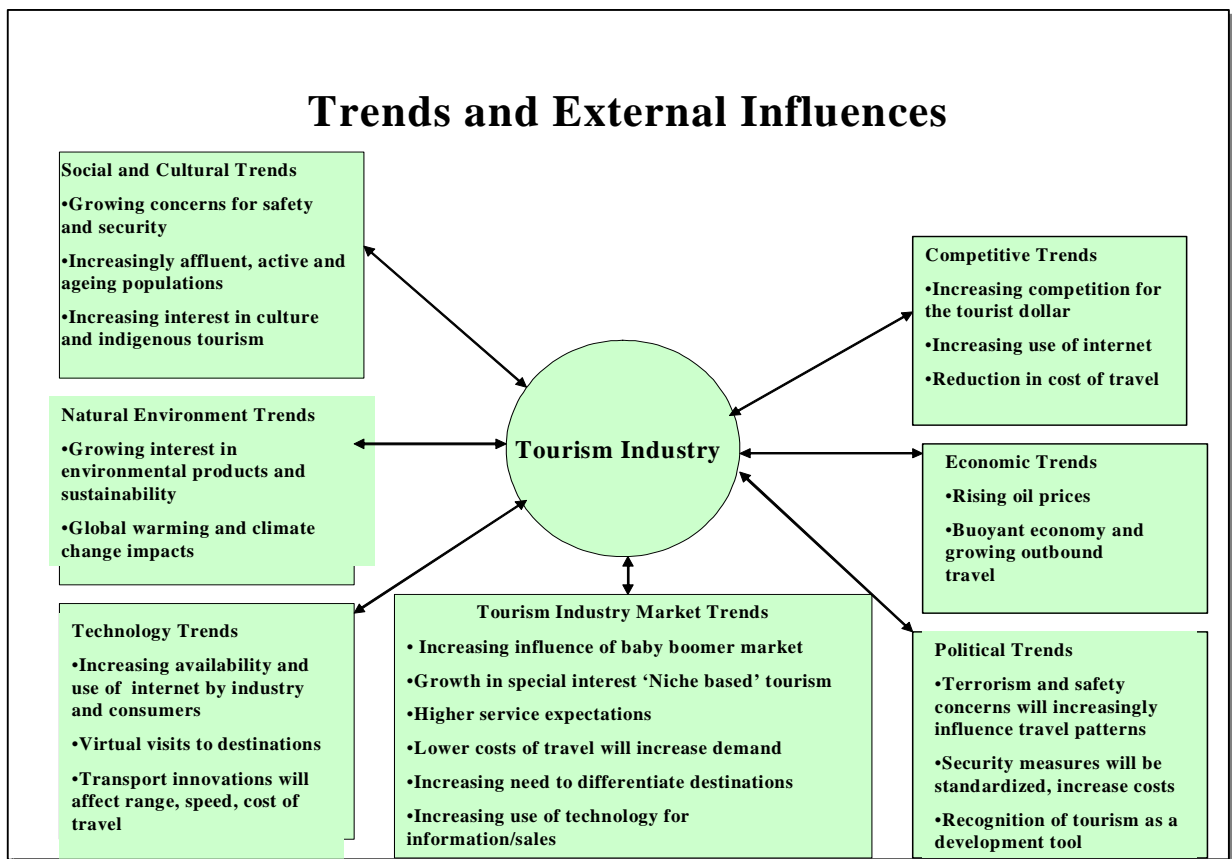 Trends and External Influences
Social and Cultural Trends
•Growing concerns for safety
and security
•Increasingly affluent, active and
ageing populations
•Increasing interest in culture
and indigenous tourism
Natural Environment Trends
•Growing interest in
environmental products and
sustainability
•Global warming and climate
change impacts
Technology Trends
•Increasing availability and
use of internet by industry
and consumers
•Virtual visits to destinations
•Transport innovations will
affect range, speed, cost of
travel
Tourism Industry
Tourism Industry Market Trends
• Increasing influence of baby boomer market
•Growth in special interest ‘Niche based’ tourism
•Higher service expectations
•Lower costs of travel will increase demand
•Increasing need to differentiate destinations
•Increasing use of technology for
information/sales
Competitive Trends
•Increasing competition for
the tourist dollar
•Increasing use of internet
•Reduction in cost of travel
Economic Trends
•Rising oil prices
•Buoyant economy and
growing outbound
travel
Political Trends
•Terrorism and safety
concerns will increasingly
influence travel patterns
•Security measures will be
standardized, increase costs
•Recognition of tourism as a
development tool